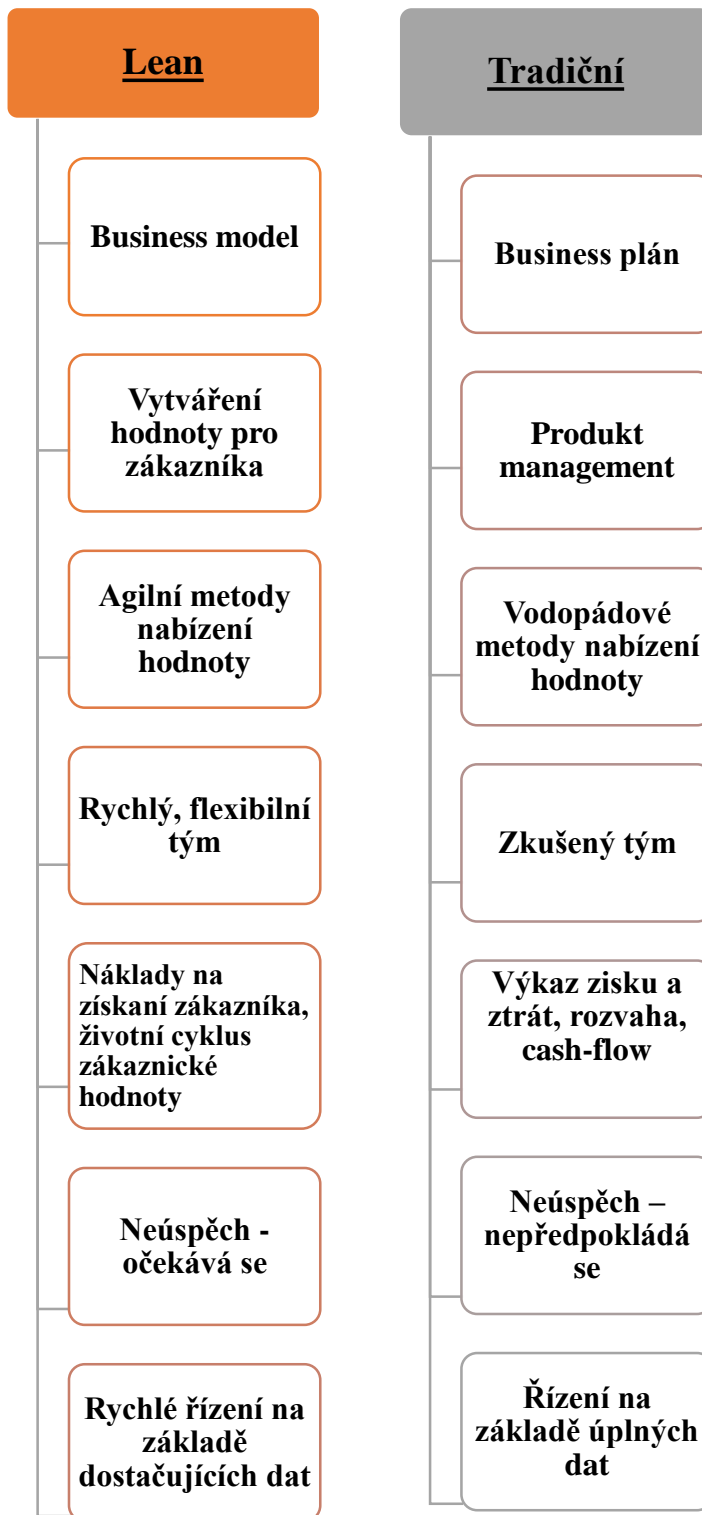 Lean
Business model
Vytváření
hodnoty pro
zákazníka
Agilní metody
nabízení
hodnoty
Rychlý, flexibilní
tým
Náklady na
získaní zákazníka,
životní cyklus
zákaznické
hodnoty
Neúspěch -
očekává se
Rychlé řízení na
základě
dostačujících dat
Tradiční
Business plán
Produkt
management
Vodopádové
metody nabízení
hodnoty
Zkušený tým
Výkaz zisku a
ztrát, rozvaha,
cash-flow
Neúspěch –
nepředpokládá
se
Řízení na
základě úplných
dat